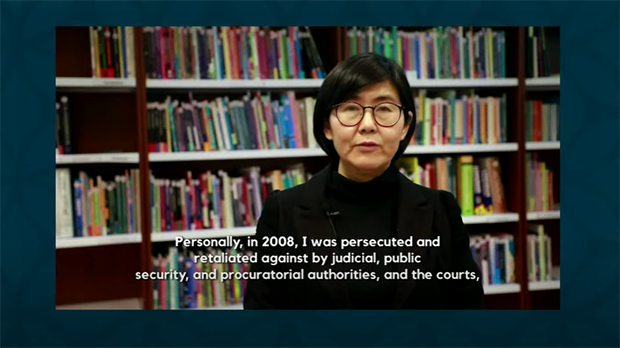 Personally, in 2008, I was persecuted and
retaliated against by judicial, public
security, and procuratorial authorities, and the courts,